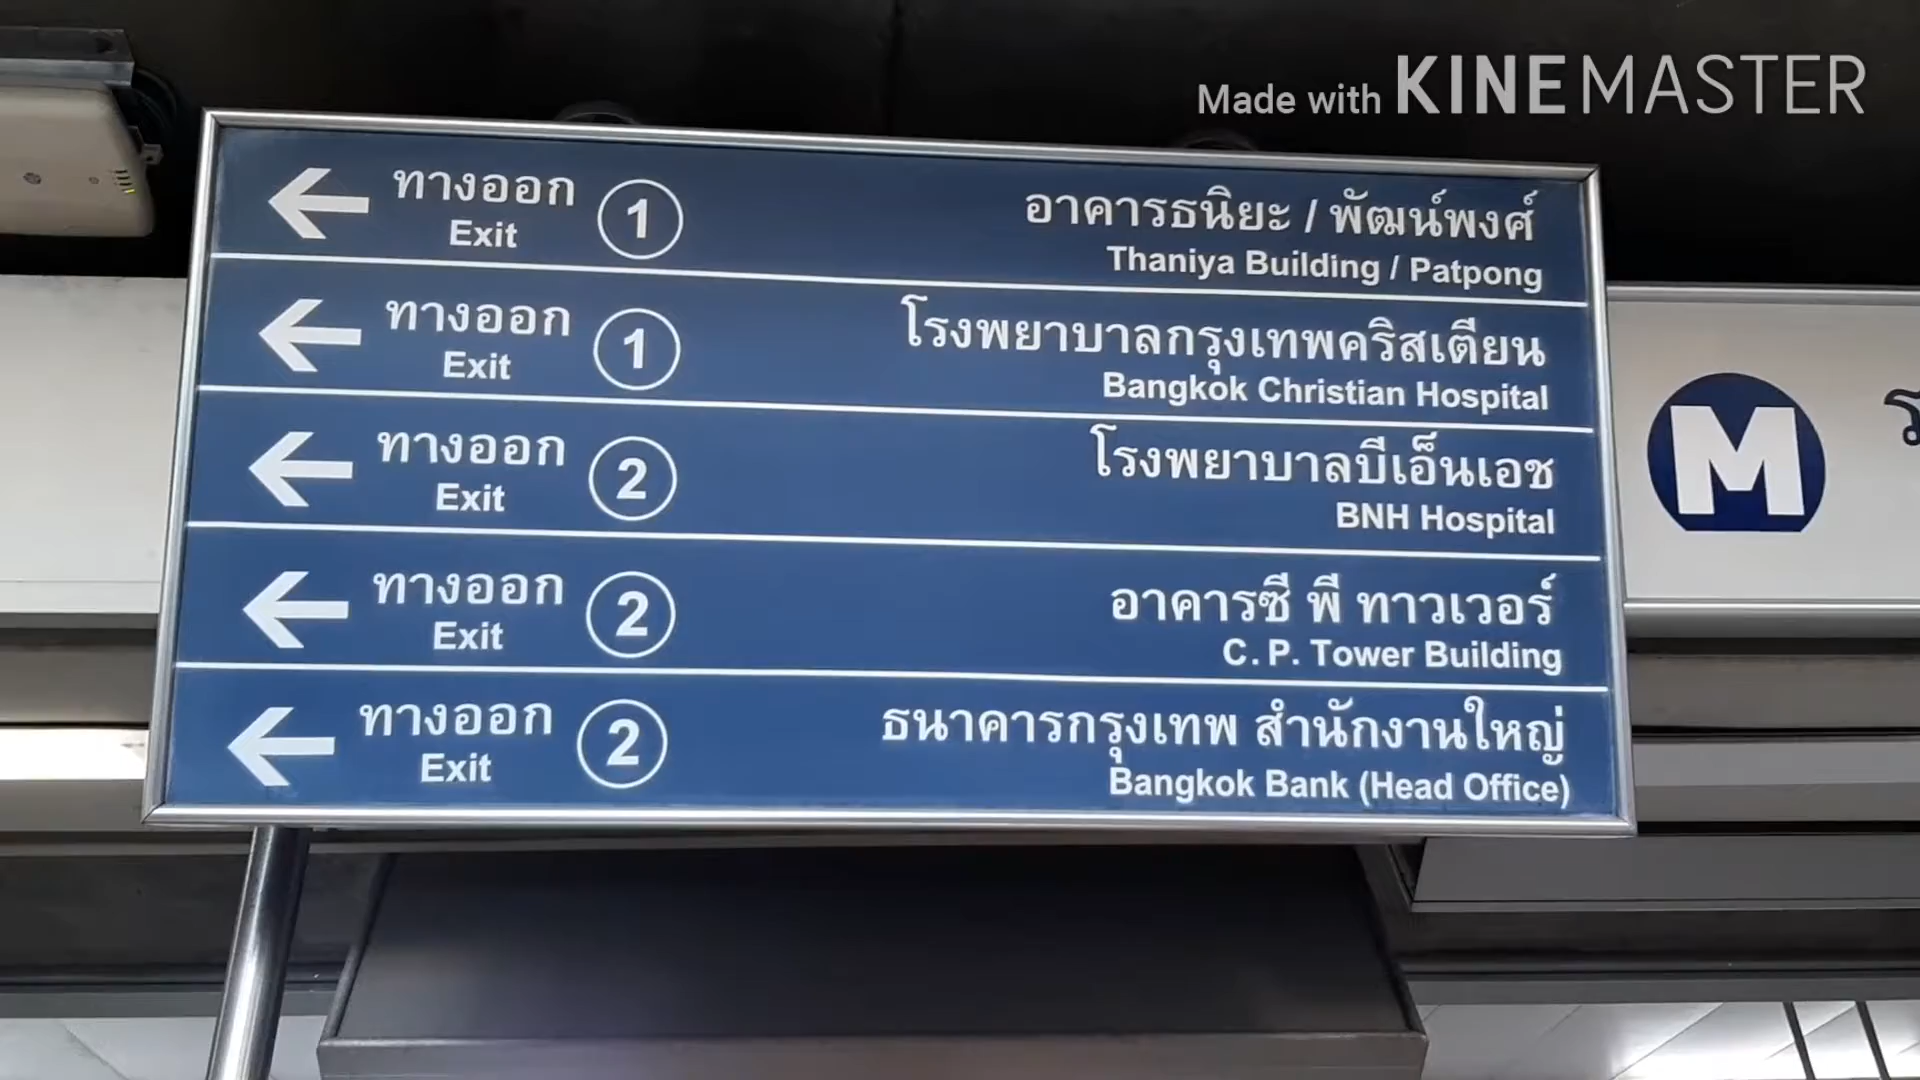 Made with KINEMASTER
ทางออก
Exit
1
อาคารธนิยะ / พัฒน์พงศ์
Thaniya Building / Patpong
ทางออก
Exit
1
โรงพยาบาลกรุงเทพคริสเตียน
Bangkok Christian Hospital
ทางออก
Exit
2
โรงพยาบาลบีเอ็นเอช
BNH Hospital
ทางออก
Exit
2
อาคารซี พี ทาวเวอร์
C.P. Tower Building
ทางออก
Exit
2
ธนาคารกรุงเทพ สำนักงานใหญ่
Bangkok Bank (Head Office)
M